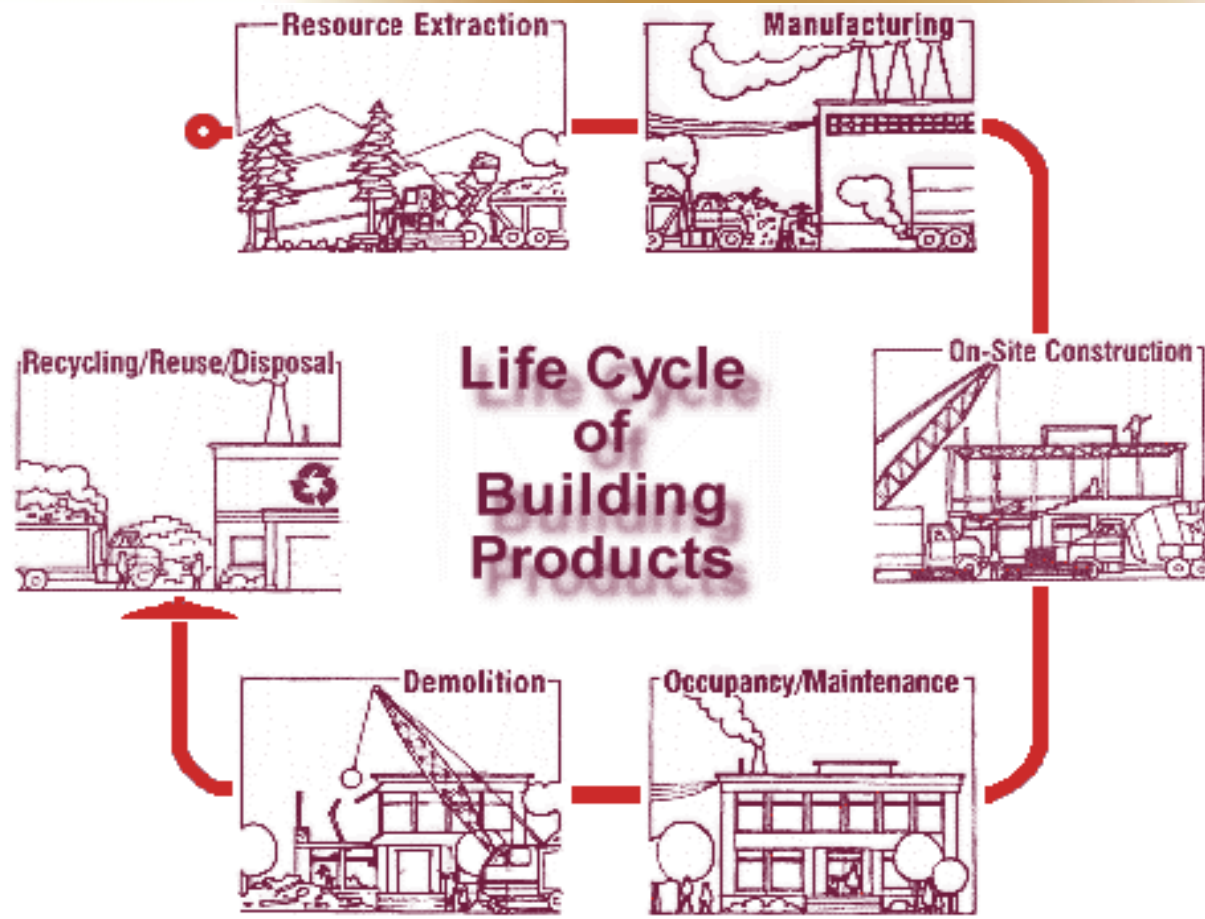 Resource Extraction
Manufacturing
Recycling/Reuse/Disposal
Life Cycle
of
Building
Products
On-Site Construction
Demolition
Occupancy/Maintenance